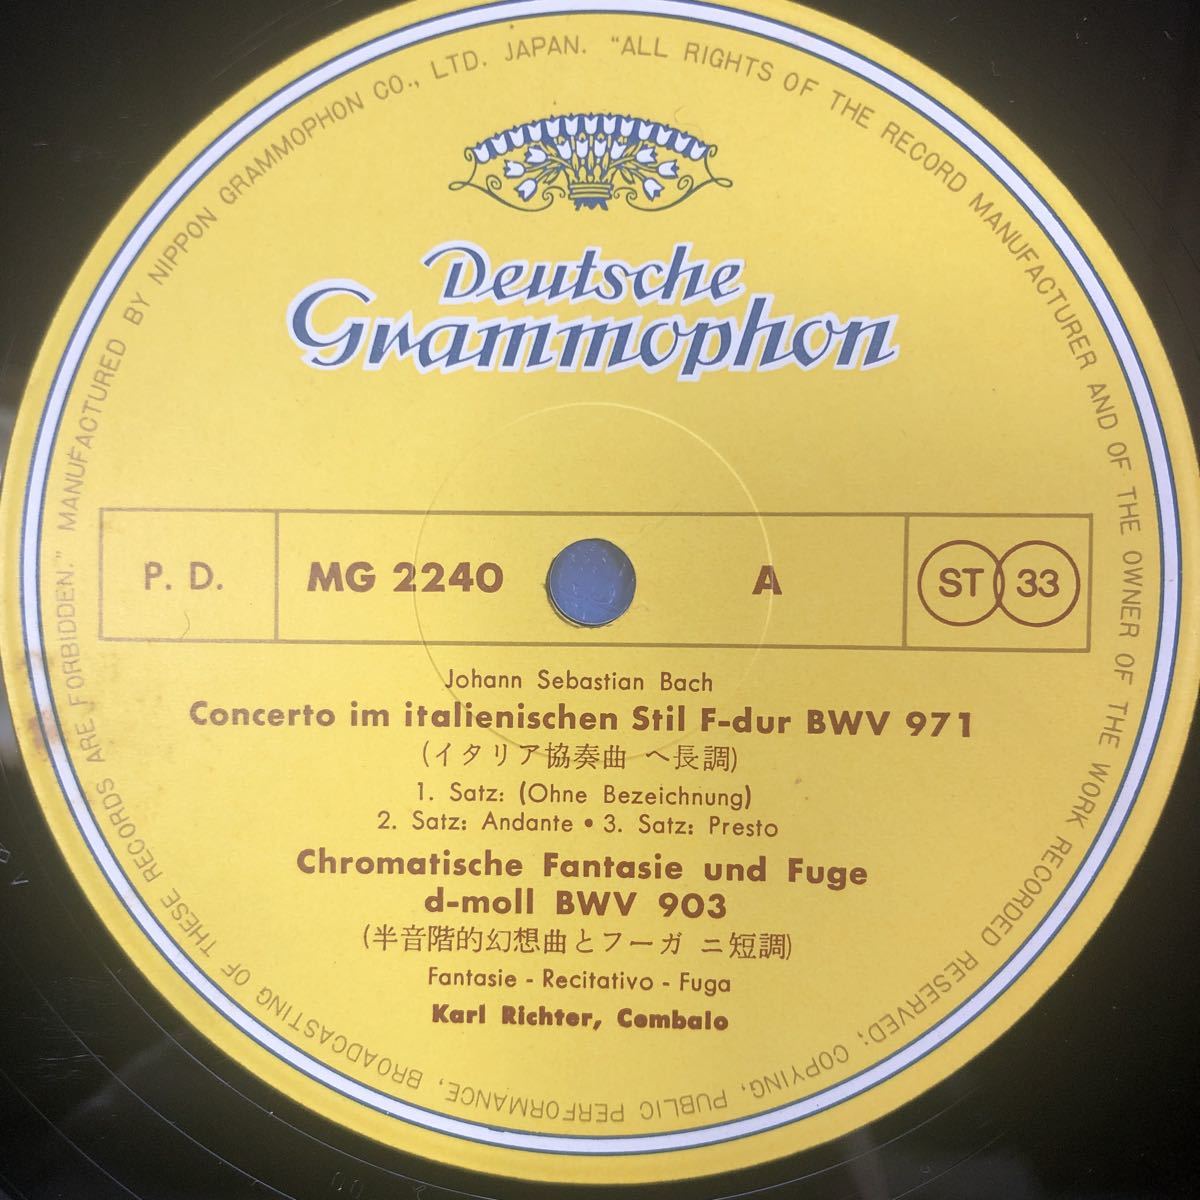 MANUFACTURED BY NIPPON GRAMMOPHON CO., LTD. JAPAN. "ALL RIGHTS OF THE RECORD MANUFACTURER AND OF THE OWNER OF THE WORK RECORDED RESERVED; COPYING, PUBLIC PERFORMANCE, BROADCASTING OF THESE RECORDS ARE FORBIDDEN."
Deutsche
Grammophon
P. D. MG 2240 A ST 33
Johann Sebastian Bach
Concerto im italienischen Stil F-dur BWV 971
(イタリア協奏曲 ヘ長調)
1. Satz: (Ohne Bezeichnung)
2. Satz: Andante • 3. Satz: Presto
Chromatische Fantasie und Fuge
d-moll BWV 903
(半音階的幻想曲とフーガ ニ短調)
Fantasie - Recitativo - Fuga
Karl Richter, Cembalo